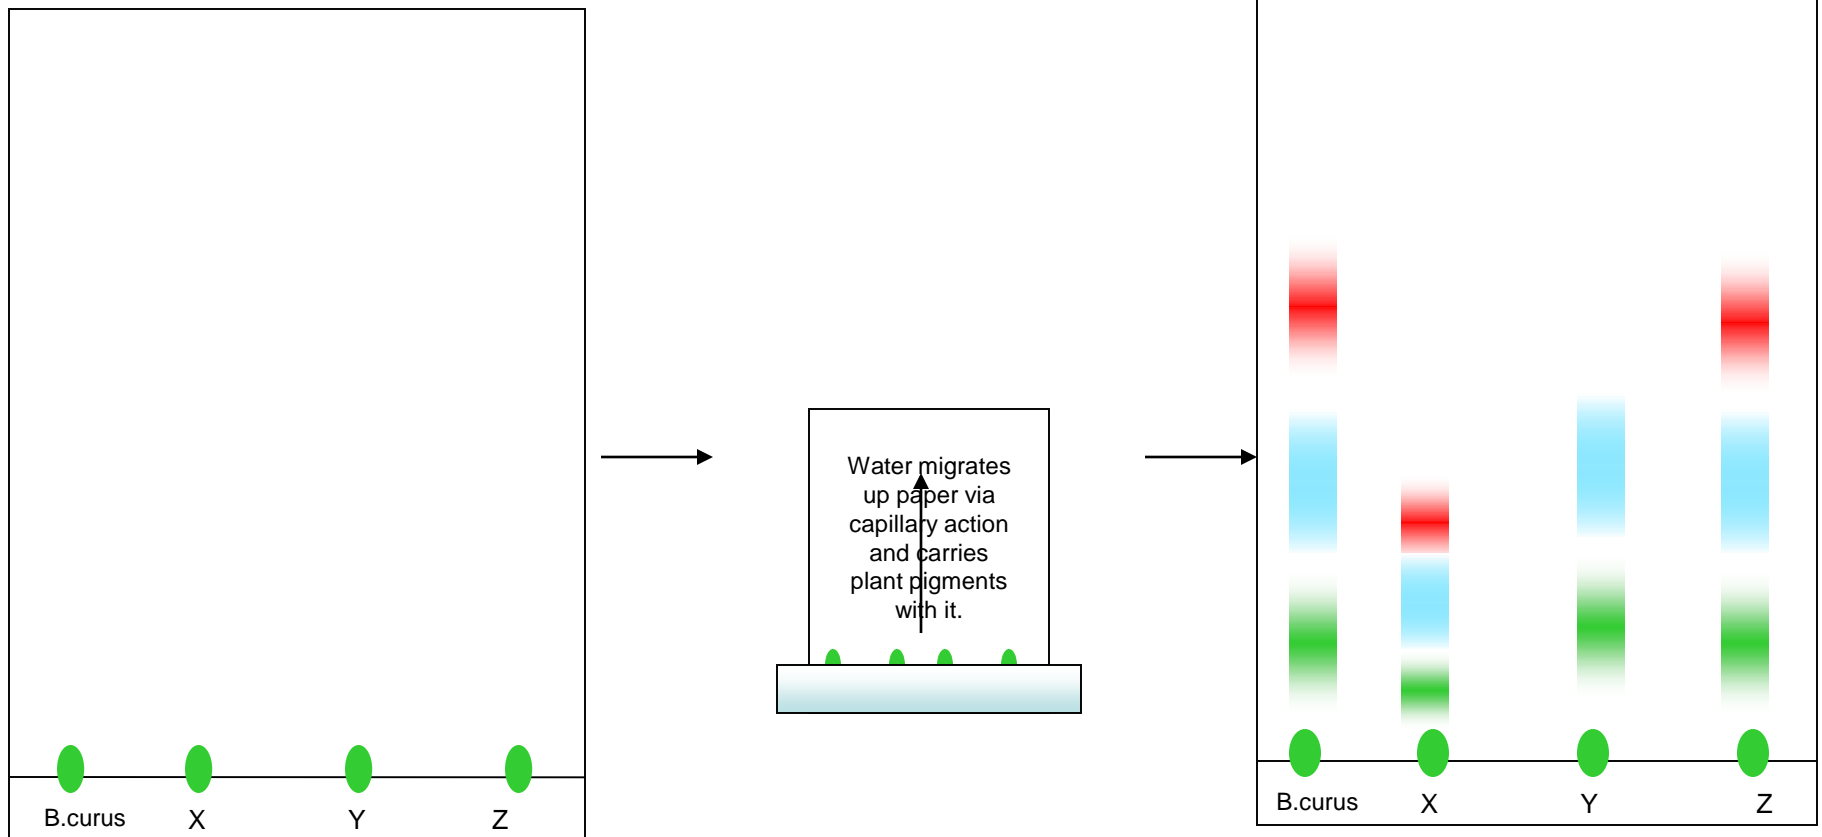 B.curus X Y Z
Water migrates
up paper via
capillary action
and carries
plant pigments
with it.
B.curus X Y Z